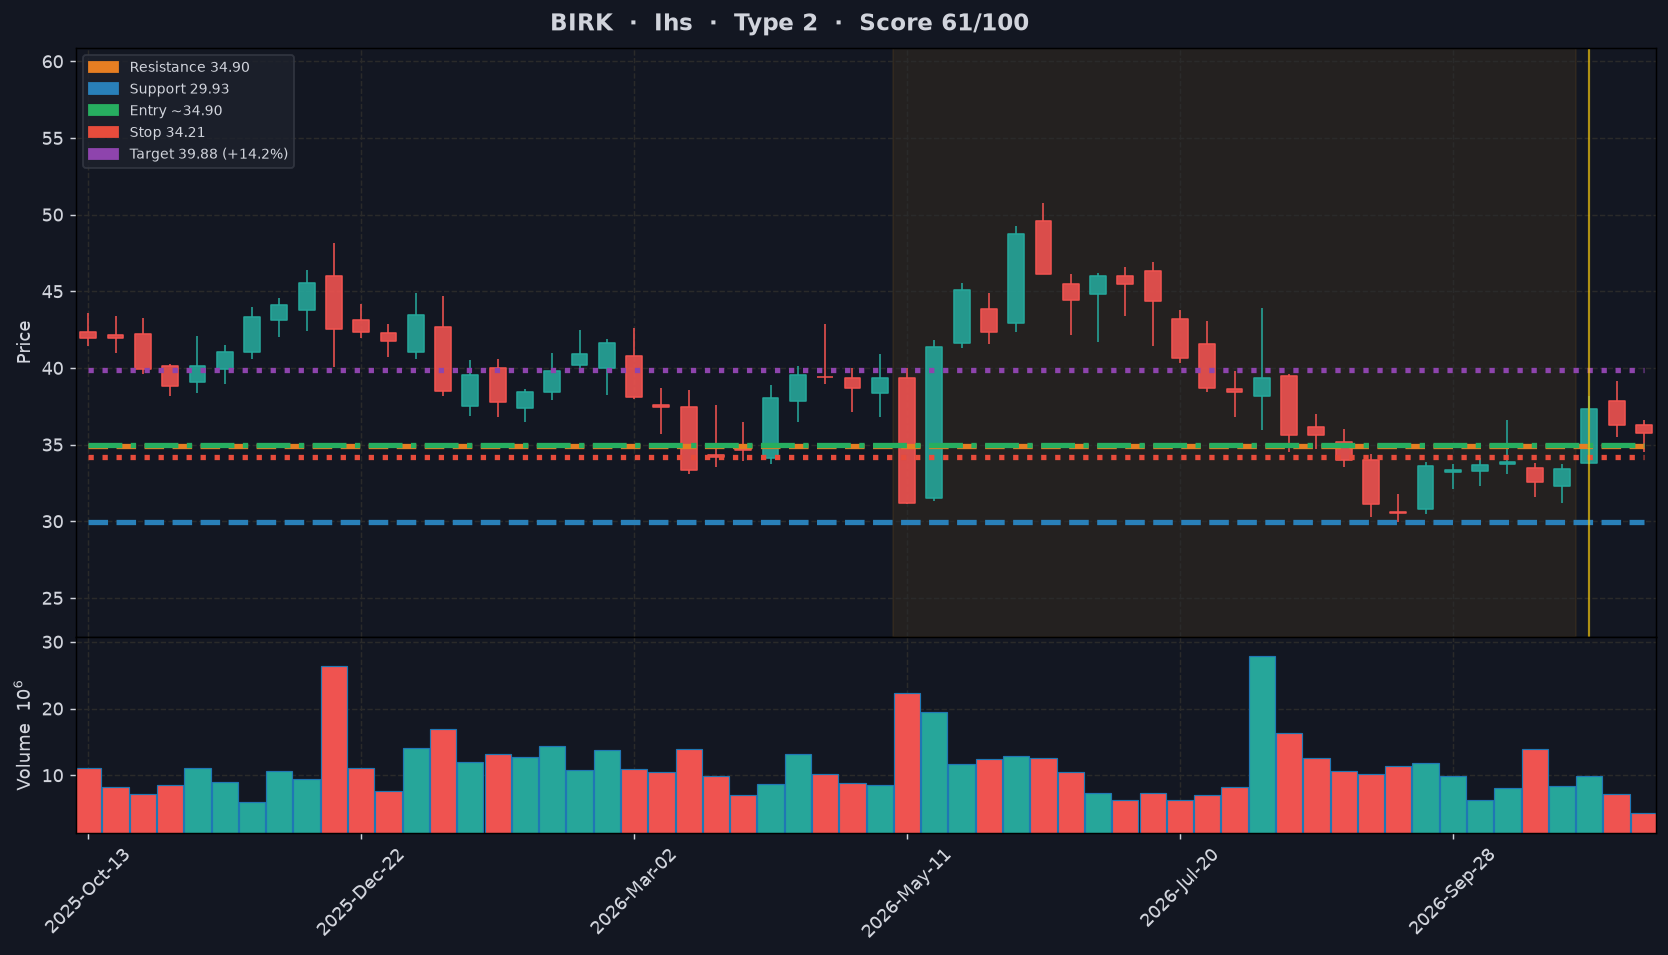 BIRK · Ihs · Type 2 · Score 61/100
Resistance 34.90
Support 29.93
Entry ~34.90
Stop 34.21
Target 39.88 (+14.2%)
60
55
50
45
40
35
30
25
Price
30
20
10
Volume 10⁶
2025-Oct-13
2025-Dec-22
2026-Mar-02
2026-May-11
2026-Jul-20
2026-Sep-28